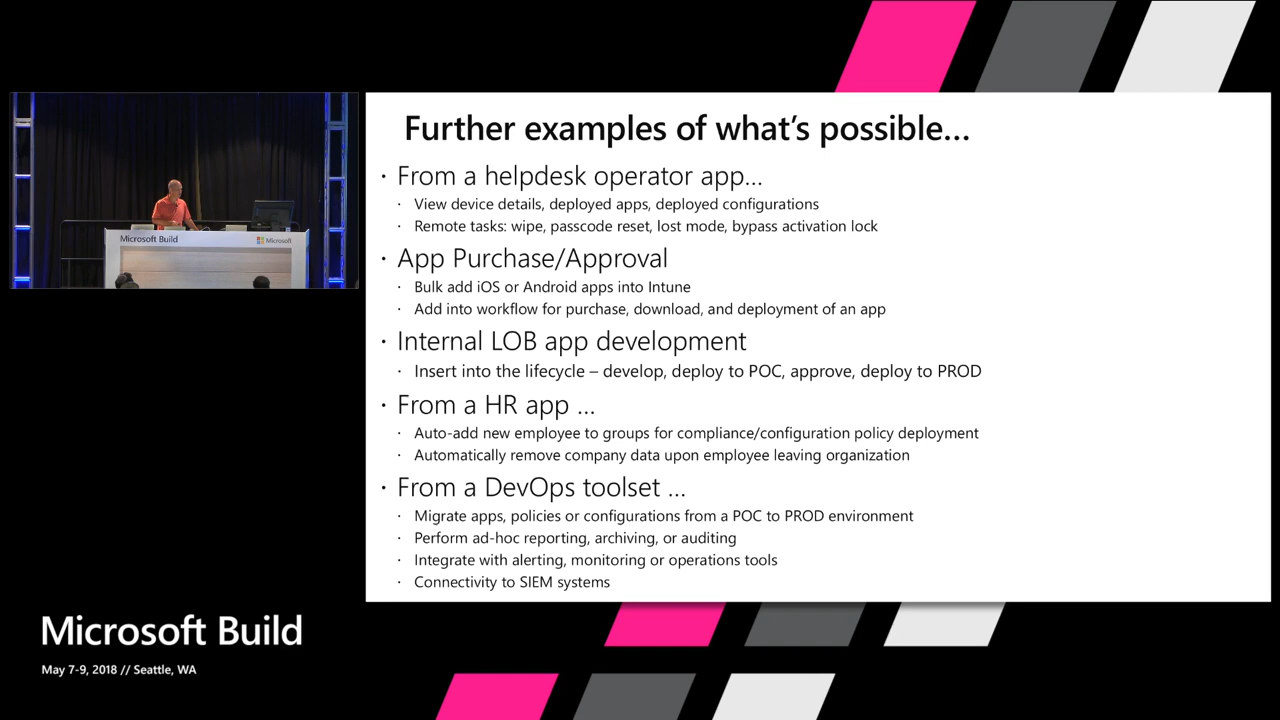 Further examples of what's possible...
· From a helpdesk operator app...
· View device details, deployed apps, deployed configurations
· Remote tasks: wipe, passcode reset, lost mode, bypass activation lock
· App Purchase/Approval
· Bulk add iOS or Android apps into Intune
· Add into workflow for purchase, download, and deployment of an app
· Internal LOB app development
· Insert into the lifecycle – develop, deploy to POC, approve, deploy to PROD
· From a HR app ...
· Auto-add new employee to groups for compliance/configuration policy deployment
· Automatically remove company data upon employee leaving organization
· From a DevOps toolset ...
· Migrate apps, policies or configurations from a POC to PROD environment
· Perform ad-hoc reporting, archiving, or auditing
· Integrate with alerting, monitoring or operations tools
· Connectivity to SIEM systems
Microsoft Build
Microsoft
Microsoft Build
May 7-9, 2018 // Seattle, WA